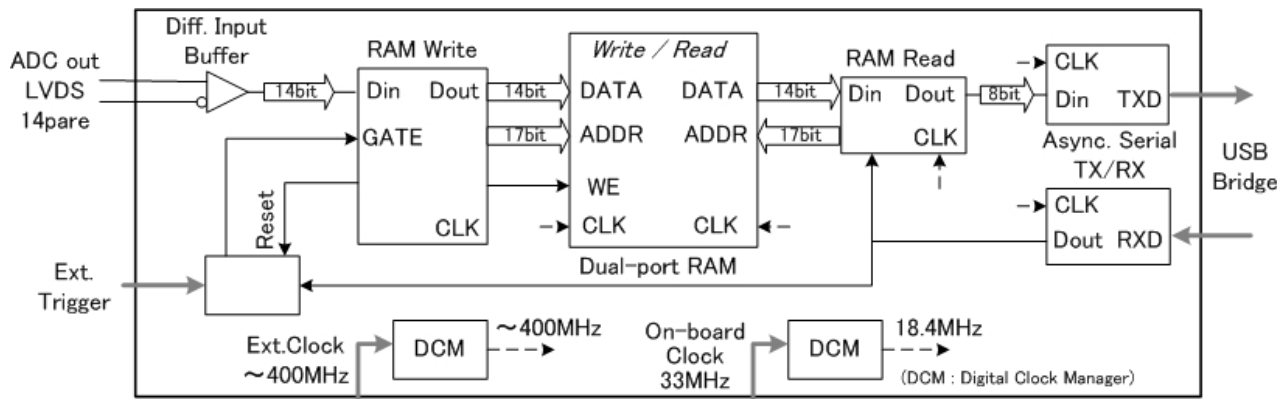 Diff. Input
Buffer
ADC out
LVDS
14pare
14bit
RAM Write
Din Dout
GATE
CLK
14bit
17bit
Write / Read
DATA DATA
ADDR ADDR
WE
CLK CLK
Dual-port RAM
14bit
17bit
RAM Read
Din Dout
CLK
8bit
CLK
Din TXD
Async. Serial
TX/RX
CLK
Dout RXD
USB
Bridge
Reset
Ext.
Trigger
Ext.Clock
~400MHz
DCM
~400MHz
On-board
Clock
33MHz
DCM
18.4MHz
(DCM : Digital Clock Manager)